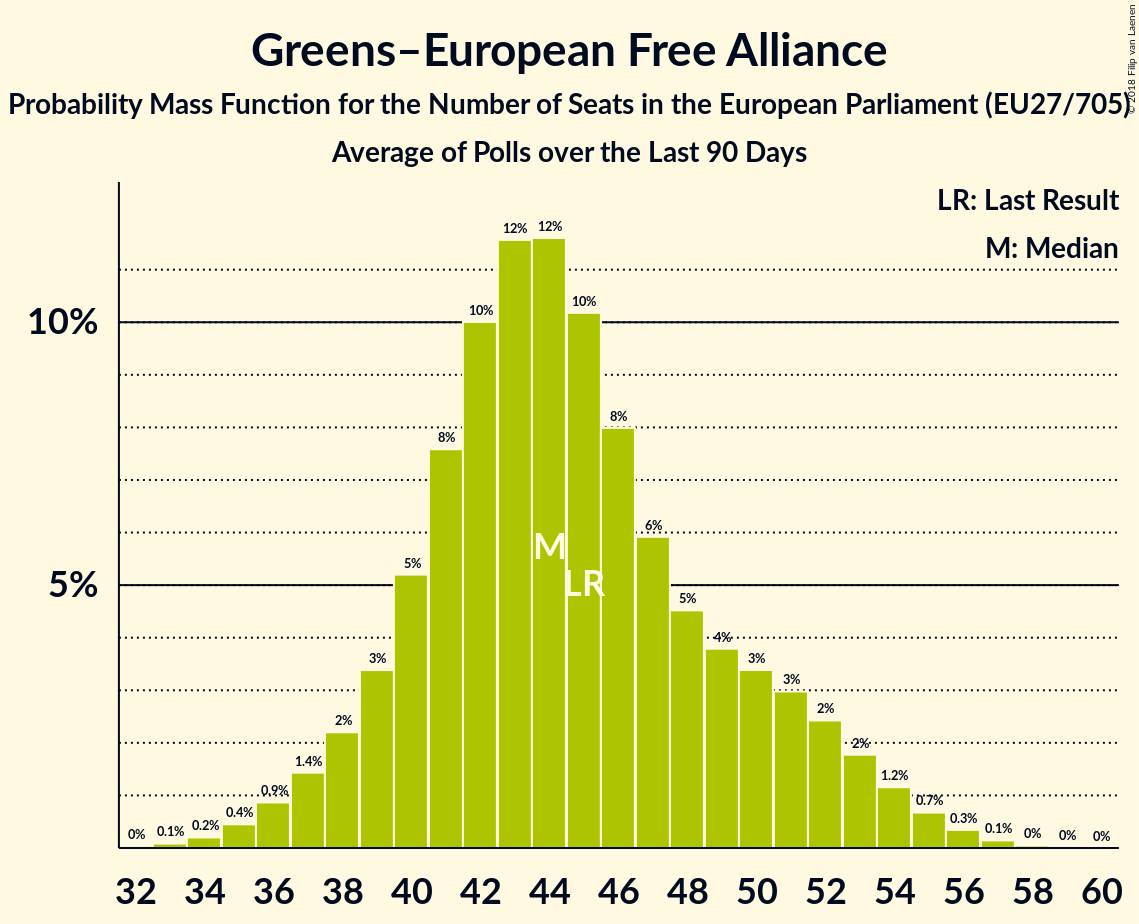 Greens–European Free Alliance
Probability Mass Function for the Number of Seats in the European Parliament (EU27/705)
Average of Polls over the Last 90 Days
© 2018 Filip van Laenen
LR: Last Result
M: Median
10%
5%
0% 0.1% 0.2% 0.4% 0.9% 1.4% 2% 3% 5% 8% 10% 12% 12% 10% 8% 6% 5% 4% 3% 3% 2% 2% 1.2% 0.7% 0.3% 0.1% 0% 0% 0%
M
LR
32 34 36 38 40 42 44 46 48 50 52 54 56 58 60